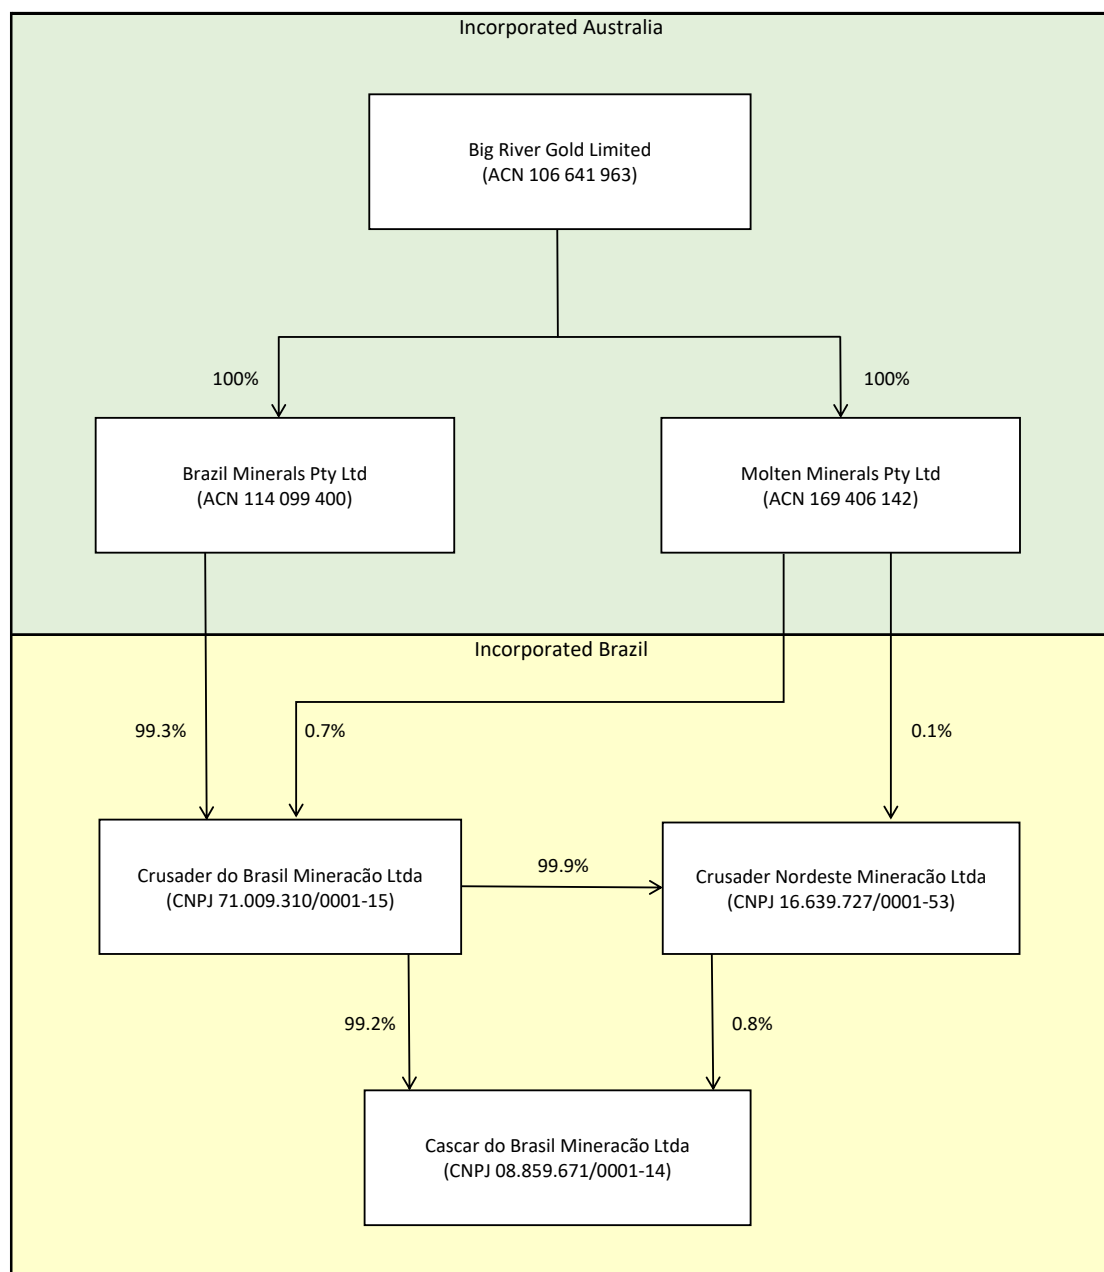 Incorporated Australia
Big River Gold Limited
(ACN 106 641 963)
100%
100%
Brazil Minerals Pty Ltd
(ACN 114 099 400)
Molten Minerals Pty Ltd
(ACN 169 406 142)
Incorporated Brazil
99.3%
0.7%
0.1%
Crusader do Brasil Mineracão Ltda
(CNPJ 71.009.310/0001-15)
99.9%
Crusader Nordeste Mineracão Ltda
(CNPJ 16.639.727/0001-53)
99.2%
0.8%
Cascar do Brasil Mineracão Ltda
(CNPJ 08.859.671/0001-14)